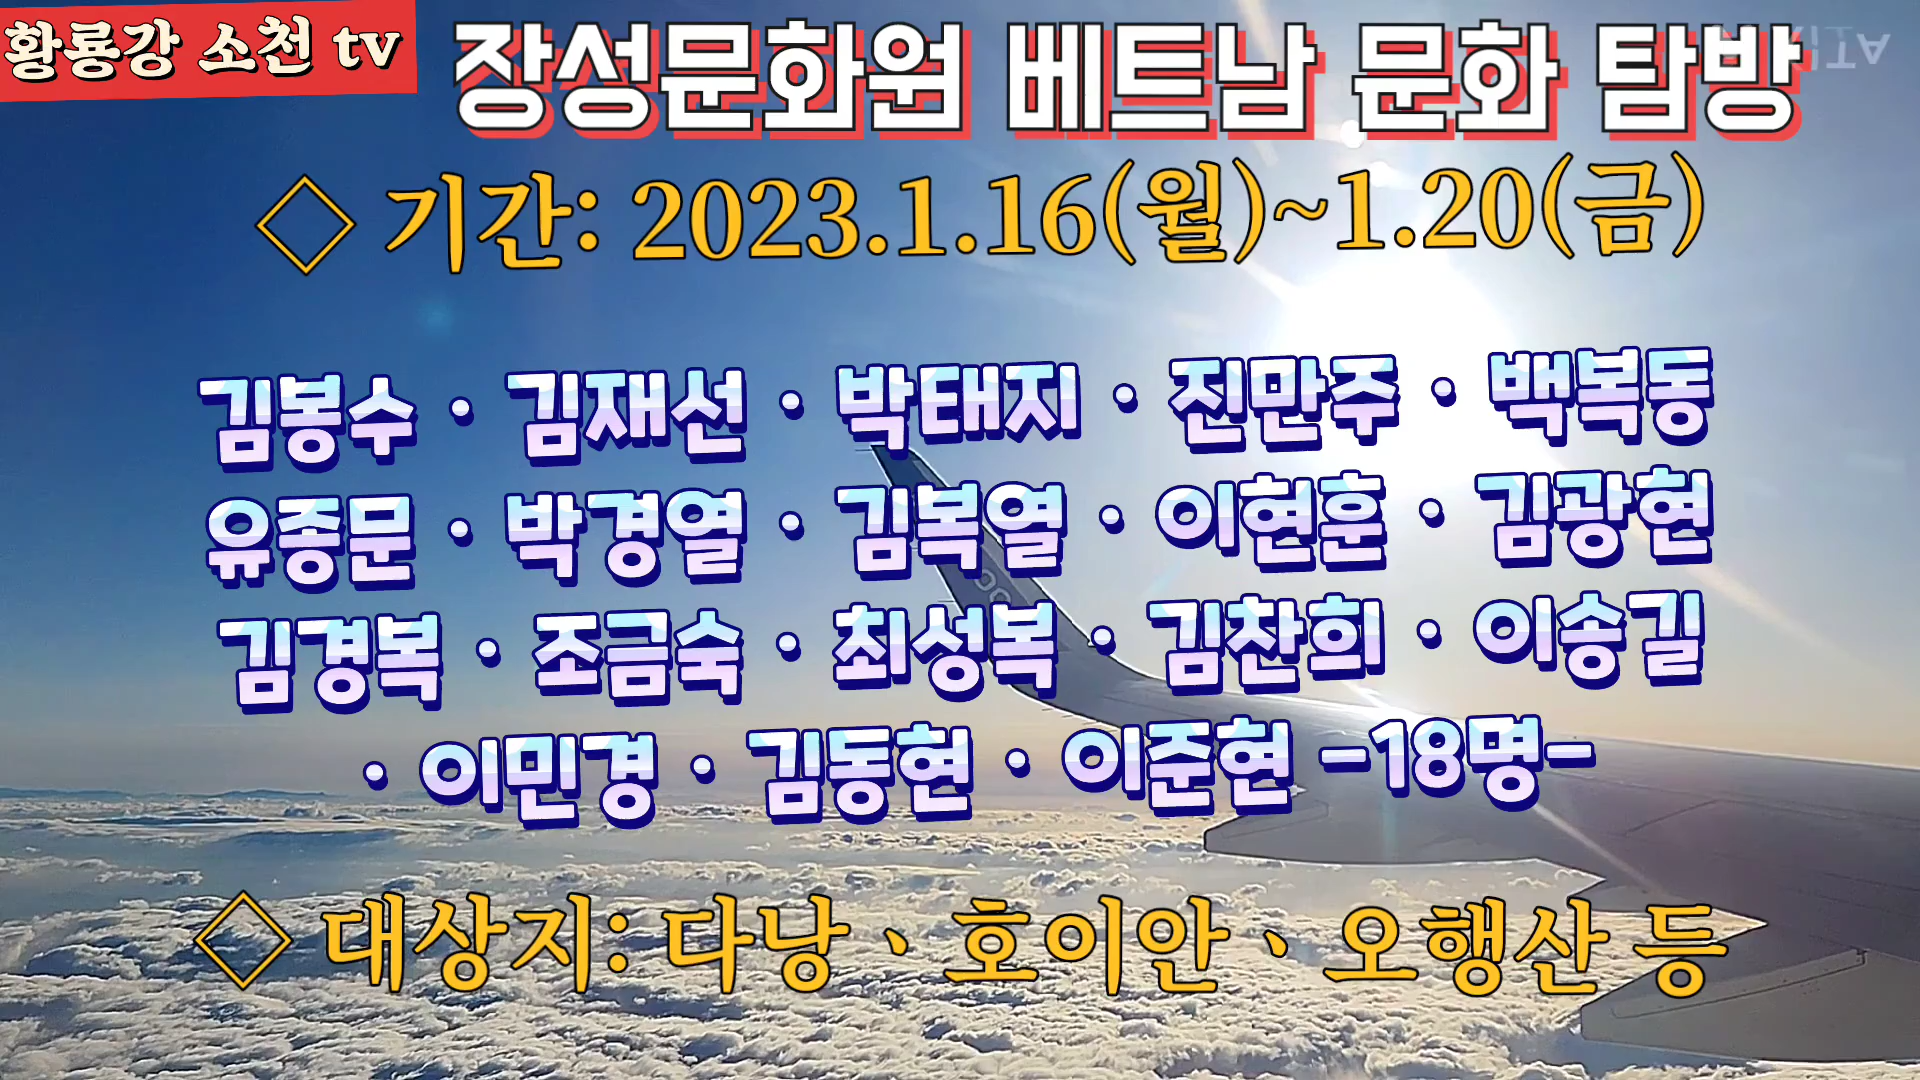 황룡강 소천 tv
장성문화원 베트남 문화 탐방
◇ 기간: 2023.1.16(월)~1.20(금)
김봉수 · 김재선 · 박태지 · 진만주 · 백복동
유종문 · 박경열 · 김복열 · 이현훈 · 김광현
김경복 · 조금숙 · 최성복 · 김찬희 · 이송길
· 이민경 · 김동현 · 이준현 -18명-
◇ 대상지: 다낭、호이안、오행산 등